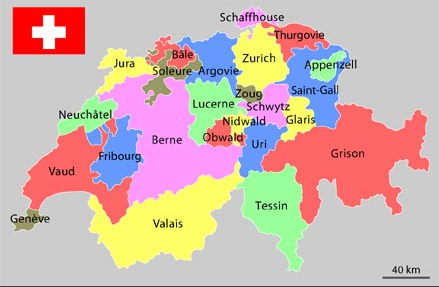 Schaffhouse
Thurgovie
Bâle
Zurich
Jura
Appenzell
Soleure
Argovie
Saint-Gall
Zoug
Lucerne
Schwytz
Neuchâtel
Glaris
Nidwald
Berne
Obwald
Uri
Fribourg
Grison
Vaud
Tessin
Genève
Valais
40 km